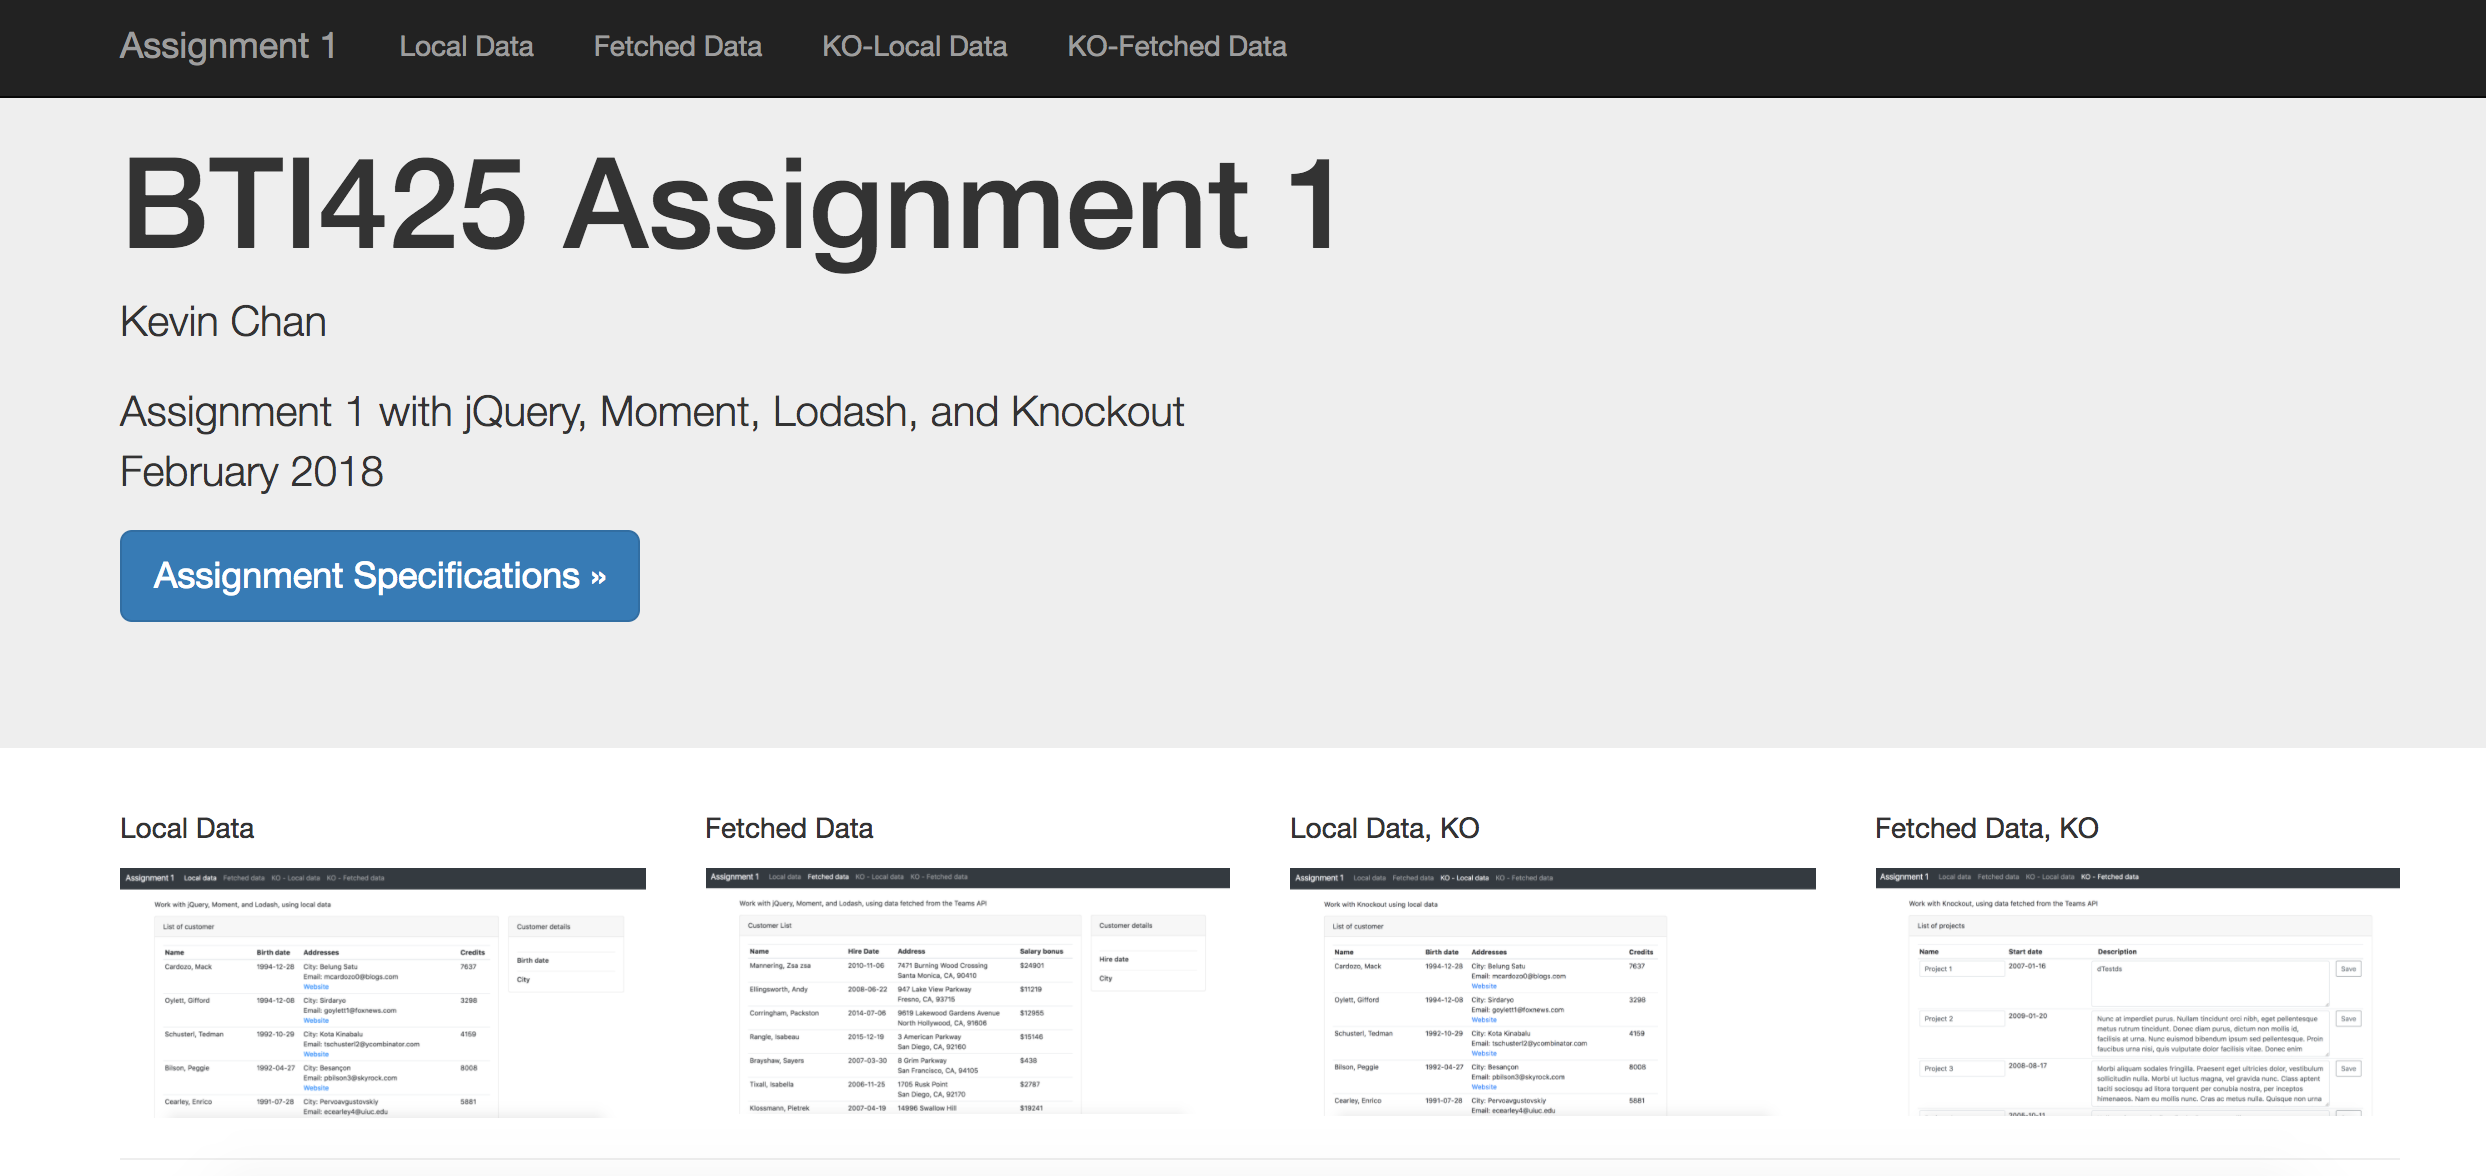 Assignment 1 Local Data Fetched Data KO-Local Data KO-Fetched Data
BTI425 Assignment 1
Kevin Chan
Assignment 1 with jQuery, Moment, Lodash, and Knockout
February 2018
Assignment Specifications »
Local Data
Assignment 1 Local data Fetched data KO - Local data KO - Fetched data
Work with jQuery, Moment, and Lodash, using local data
List of customer
Name Birth date Addresses Credits
Cardozo, Mack 1994-12-28 City: Belung Satu 7637
Email: mcardozo0@blogs.com
Website
Oylett, Gifford 1994-12-08 City: Sirdaryo 3298
Email: goylett1@foxnews.com
Website
Schusterl, Tedman 1992-10-29 City: Kota Kinabalu 4159
Email: tschusterl2@ycombinator.com
Website
Bilson, Peggie 1992-04-27 City: Besançon 8008
Email: pbilson3@skyrock.com
Website
Cearley, Enrico 1991-07-28 City: Pervoavgustovskiy 5881
Email: ecearley4@uiuc.edu
Customer details
Birth date
City
Fetched Data
Assignment 1 Local data Fetched data KO - Local data KO - Fetched data
Work with jQuery, Moment, and Lodash, using data fetched from the Teams API
Customer List
Name Hire Date Address Salary bonus
Mannering, Zsa zsa 2010-11-06 7471 Burning Wood Crossing $24901
Santa Monica, CA, 90410
Ellingsworth, Andy 2008-06-22 947 Lake View Parkway $11219
Fresno, CA, 93715
Corringham, Packston 2014-07-06 9619 Lakewood Gardens Avenue $12955
North Hollywood, CA, 91606
Rangle, Isabeau 2015-12-19 3 American Parkway $15146
San Diego, CA, 92160
Brayshaw, Sayers 2007-03-30 8 Grim Parkway $438
San Francisco, CA, 94105
Tixall, Isabella 2006-11-25 1705 Rusk Point $2787
San Diego, CA, 92170
Klossmann, Pietrek 2007-04-19 14996 Swallow Hill $19241
Customer details
Hire date
City
Local Data, KO
Assignment 1 Local data Fetched data KO - Local data KO - Fetched data
Work with Knockout using local data
List of customer
Name Birth date Addresses Credits
Cardozo, Mack 1994-12-28 City: Belung Satu 7637
Email: mcardozo0@blogs.com
Website
Oylett, Gifford 1994-12-08 City: Sirdaryo 3298
Email: goylett1@foxnews.com
Website
Schusterl, Tedman 1992-10-29 City: Kota Kinabalu 4159
Email: tschusterl2@ycombinator.com
Website
Bilson, Peggie 1992-04-27 City: Besançon 8008
Email: pbilson3@skyrock.com
Website
Cearley, Enrico 1991-07-28 City: Pervoavgustovskiy 5881
Email: ecearley4@uiuc.edu
Fetched Data, KO
Assignment 1 Local data Fetched data KO - Local data KO - Fetched data
Work with Knockout, using data fetched from the Teams API
List of projects
Name Start date Description
Project 1 2007-01-16 dTestds Save
Project 2 2009-01-20 Nunc at imperdiet purus. Nullam tincidunt orci nibh, eget pellentesque Save
metus rutrum tincidunt. Donec diam purus, dictum non mollis id,
facilisis at urna. Nunc euismod bibendum ipsum sed pellentesque. Proin
faucibus urna nisi, quis vulputate dolor facilisis vitae. Donec enim
Project 3 2008-08-17 Morbi aliquam sodales fringilla. Praesent eget ultricies dolor, vestibulum Save
sollicitudin nulla. Morbi ut luctus magna, vel gravida nunc. Class aptent
taciti sociosqu ad litora torquent per conubia nostra, per inceptos
himenaeos. Nam eu mollis nunc. Cras ac metus nulla. Quisque non urna